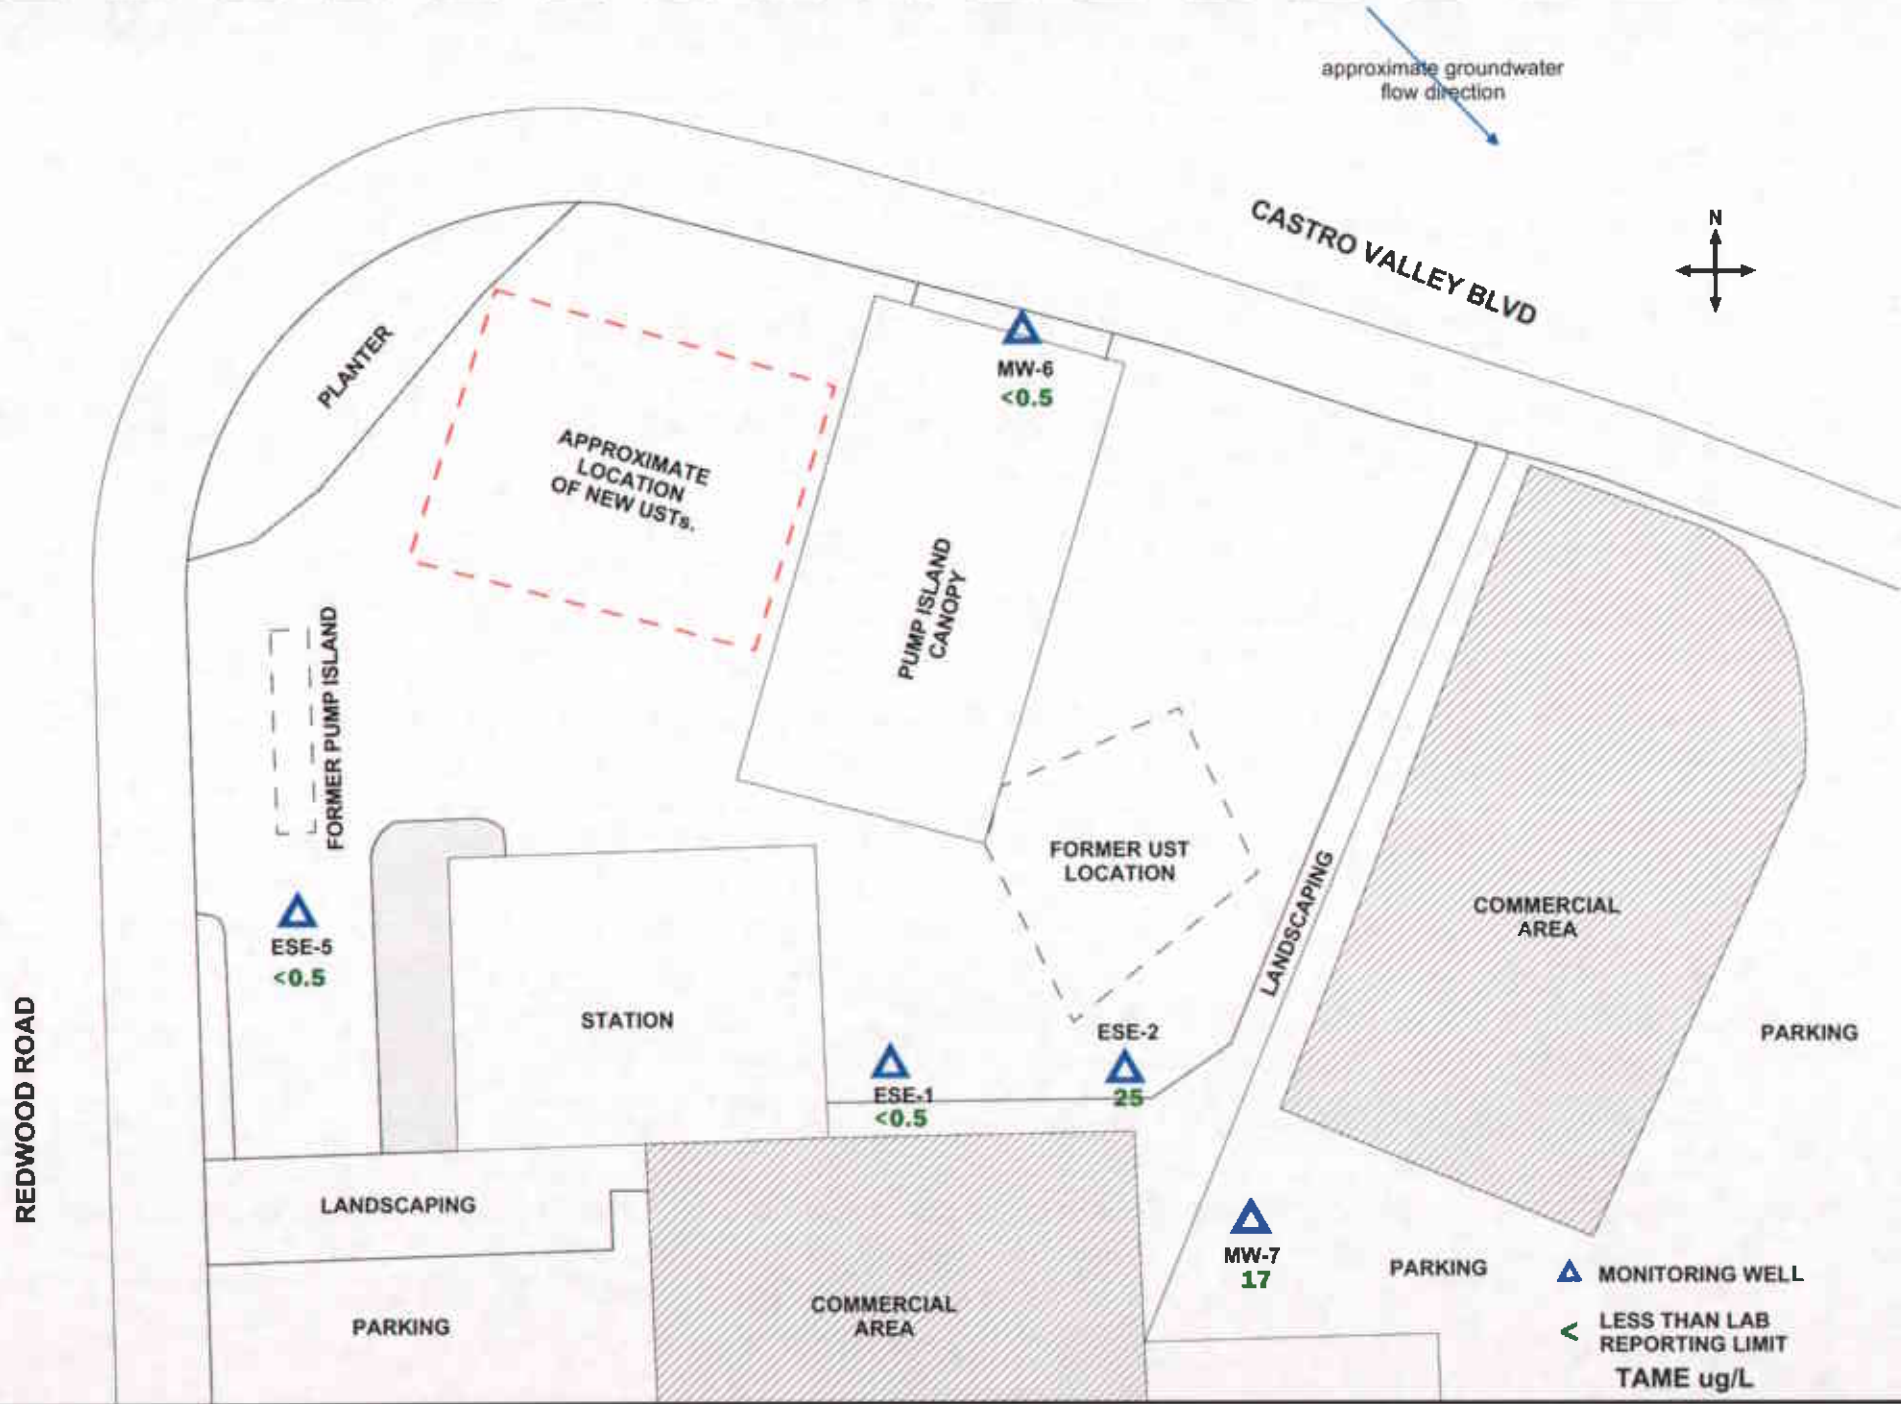 approximate groundwater
flow direction
CASTRO VALLEY BLVD
N
PLANTER
MW-6
<0.5
APPROXIMATE
LOCATION
OF NEW USTs.
PUMP ISLAND
CANOPY
FORMER PUMP ISLAND
FORMER UST
LOCATION
LANDSCAPING
COMMERCIAL
AREA
ESE-5
<0.5
STATION
ESE-2
25
ESE-1
<0.5
PARKING
REDWOOD ROAD
LANDSCAPING
MW-7
17
PARKING
COMMERCIAL
AREA
PARKING
MONITORING WELL
< LESS THAN LAB
REPORTING LIMIT
TAME ug/L